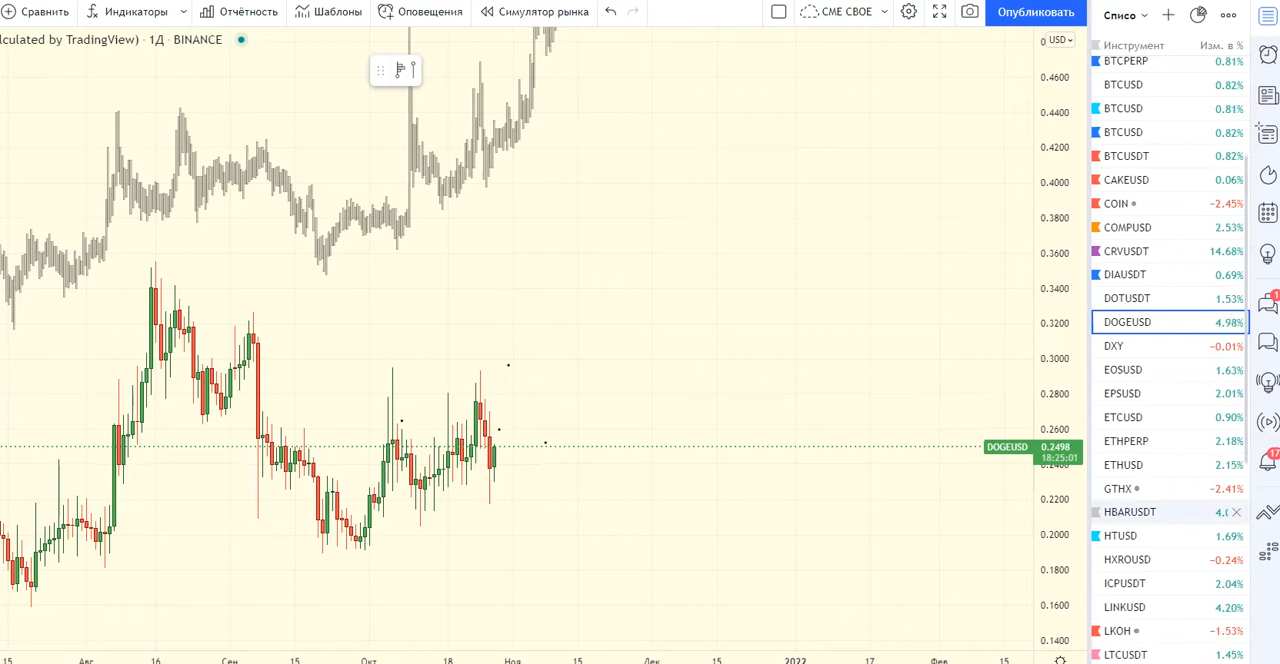 Сравнить Индикаторы Отчётность Шаблоны Оповещения Симулятор рынка CME СВОЕ Опубликовать Списо
lculated by TradingView) · 1Д · BINANCE
USD
0.4600
0.4400
0.4200
0.4000
0.3800
0.3600
0.3400
0.3200
0.3000
0.2800
0.2600
DOGEUSD 0.2498
18:25:01
0.2200
0.2000
0.1800
0.1600
0.1400
15 Авг 16 Сен 15 Окт 18 Ноя 15 Дек 15 2022 17 Фев 15
Инструмент Изм. в %
BTCPERP 0.81%
BTCUSD 0.82%
BTCUSD 0.81%
BTCUSD 0.82%
BTCUSDT 0.82%
CAKEUSD 0.06%
COIN −2.45%
COMPUSD 2.53%
CRVUSDT 14.68%
DIAUSDT 0.69%
DOTUSDT 1.53%
DOGEUSD 4.98%
DXY −0.01%
EOSUSD 1.63%
EPSUSD 2.01%
ETCUSD 0.90%
ETHPERP 2.18%
ETHUSD 2.15%
GTHX −2.41%
HBARUSDT
HTUSD 1.69%
HXROUSD −0.24%
ICPUSDT 2.04%
LINKUSD 4.20%
LKOH −1.53%
LTCUSDT 1.45%
1
17